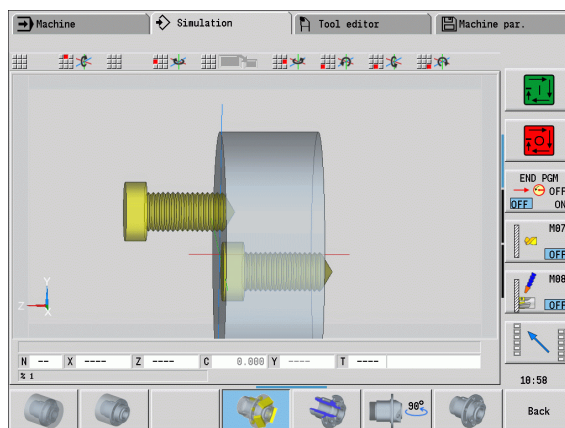 Machine Simulation Tool editor Machine par.
END PGM
OFF
OFF ON
M07
OFF
M08
OFF
Y
Z X
N -- X ---- Z ---- C 0.000 Y ---- T ----
% 1
10:58
90°
Back